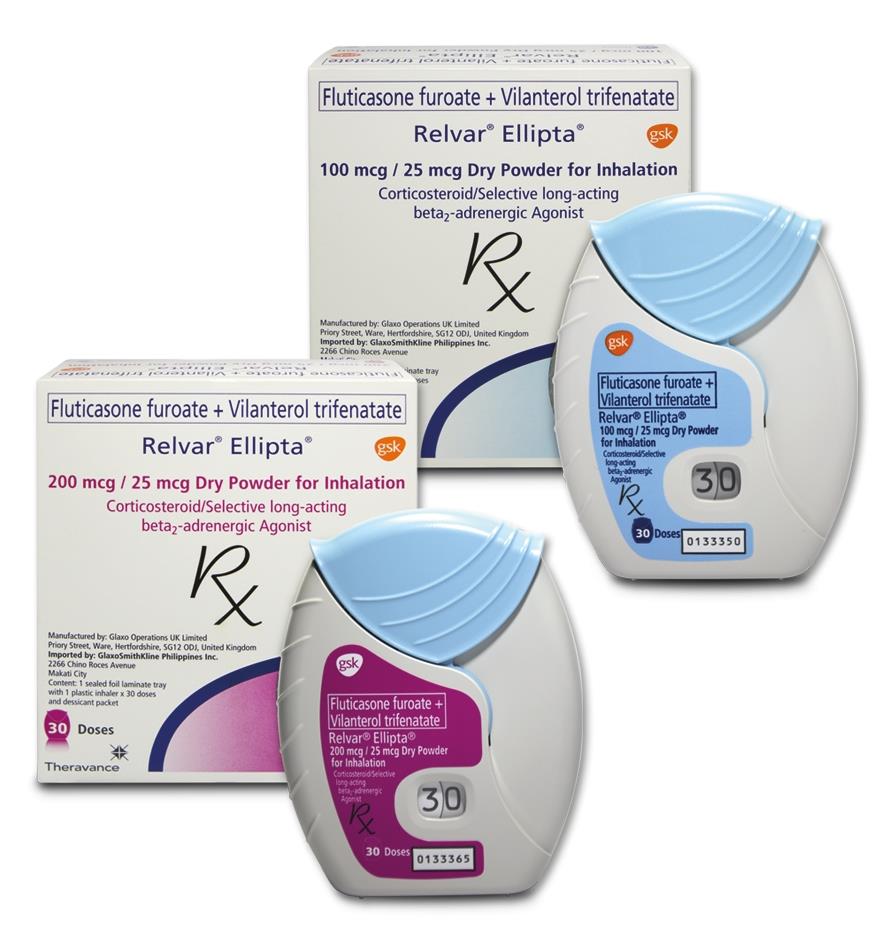 Fluticasone furoate + Vilanterol trifenatate
Relvar® Ellipta®
gsk
100 mcg / 25 mcg Dry Powder for Inhalation
Corticosteroid/Selective long-acting
beta2-adrenergic Agonist
Rx
Manufactured by: Glaxo Operations UK Limited
Priory Street, Ware, Hertfordshire, SG12 ODJ, United Kingdom
Imported by: GlaxoSmithKline Philippines Inc.
2266 Chino Roces Avenue
Makati City
gsk
Fluticasone furoate +
Vilanterol trifenatate
Relvar® Ellipta®
100 mcg / 25 mcg Dry Powder
for Inhalation
Corticosteroid/Selective
long-acting
beta2-adrenergic
Agonist
Rx
30
30 Doses
0133350
Fluticasone furoate + Vilanterol trifenatate
Relvar® Ellipta®
gsk
200 mcg / 25 mcg Dry Powder for Inhalation
Corticosteroid/Selective long-acting
beta2-adrenergic Agonist
Rx
Manufactured by: Glaxo Operations UK Limited
Priory Street, Ware, Hertfordshire, SG12 ODJ, United Kingdom
Imported by: GlaxoSmithKline Philippines Inc.
2266 Chino Roces Avenue
Makati City
Content: 1 sealed foil laminate tray
with 1 plastic inhaler x 30 doses
and dessicant packet
30 Doses
Theravance
gsk
Fluticasone furoate +
Vilanterol trifenatate
Relvar® Ellipta®
200 mcg / 25 mcg Dry Powder
for Inhalation
Corticosteroid/Selective
long-acting
beta2-adrenergic
Agonist
Rx
30
30 Doses
0133365